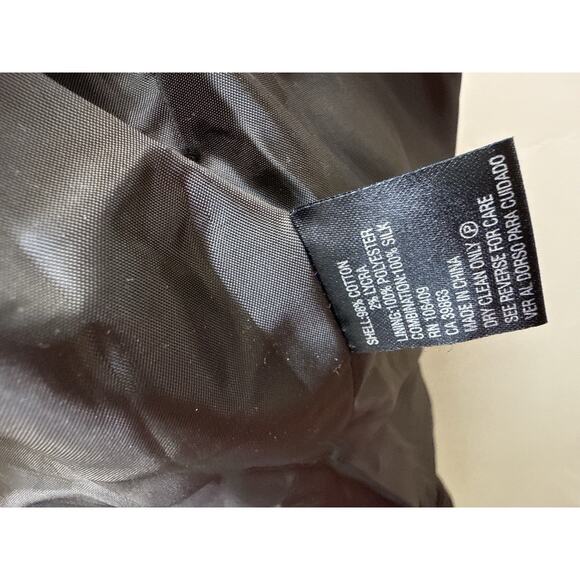 SHELL:98% COTTON
2% LYCRA
LINING:100% POLYESTER
COMBINATION:100% SILK
RN 106409
CA 39863
MADE IN CHINA
DRY CLEAN ONLY Ⓟ
SEE REVERSE FOR CARE
VER AL DORSO PARA CUIDADO